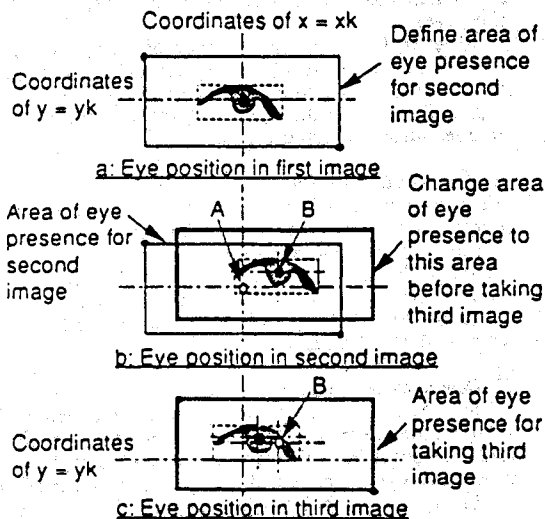 Coordinates of x = xk
Define area of
eye presence
for second
image
Coordinates
of y = yk
a: Eye position in first image
Area of eye
presence for
second
image
A
B
Change area
of eye
presence to
this area
before taking
third image
b: Eye position in second image
B
Coordinates
of y = yk
Area of eye
presence for
taking third
image
c: Eye position in third image